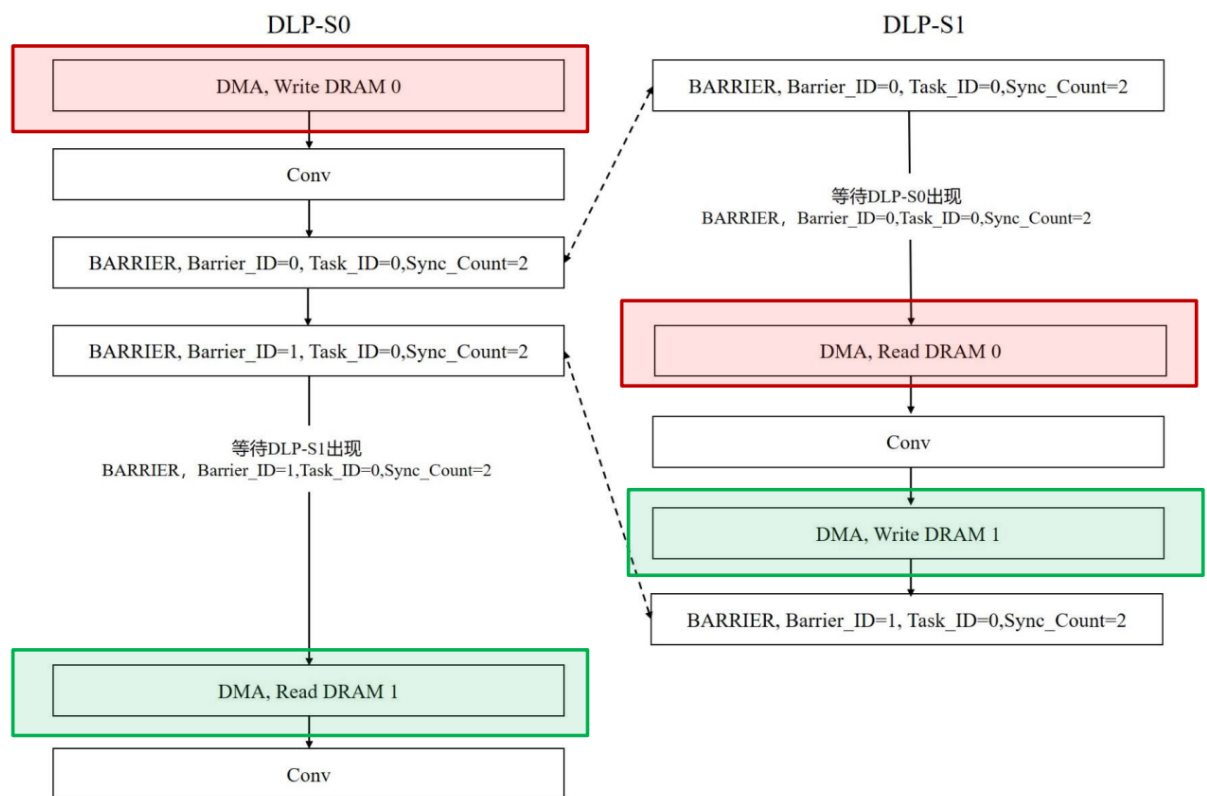 DLP-S0
DMA, Write DRAM 0
Conv
BARRIER, Barrier_ID=0, Task_ID=0,Sync_Count=2
BARRIER, Barrier_ID=1, Task_ID=0,Sync_Count=2
等待DLP-S1出现
BARRIER，Barrier_ID=1,Task_ID=0,Sync_Count=2
DMA, Read DRAM 1
Conv
DLP-S1
BARRIER, Barrier_ID=0, Task_ID=0,Sync_Count=2
等待DLP-S0出现
BARRIER，Barrier_ID=0,Task_ID=0,Sync_Count=2
DMA, Read DRAM 0
Conv
DMA, Write DRAM 1
BARRIER, Barrier_ID=1, Task_ID=0,Sync_Count=2